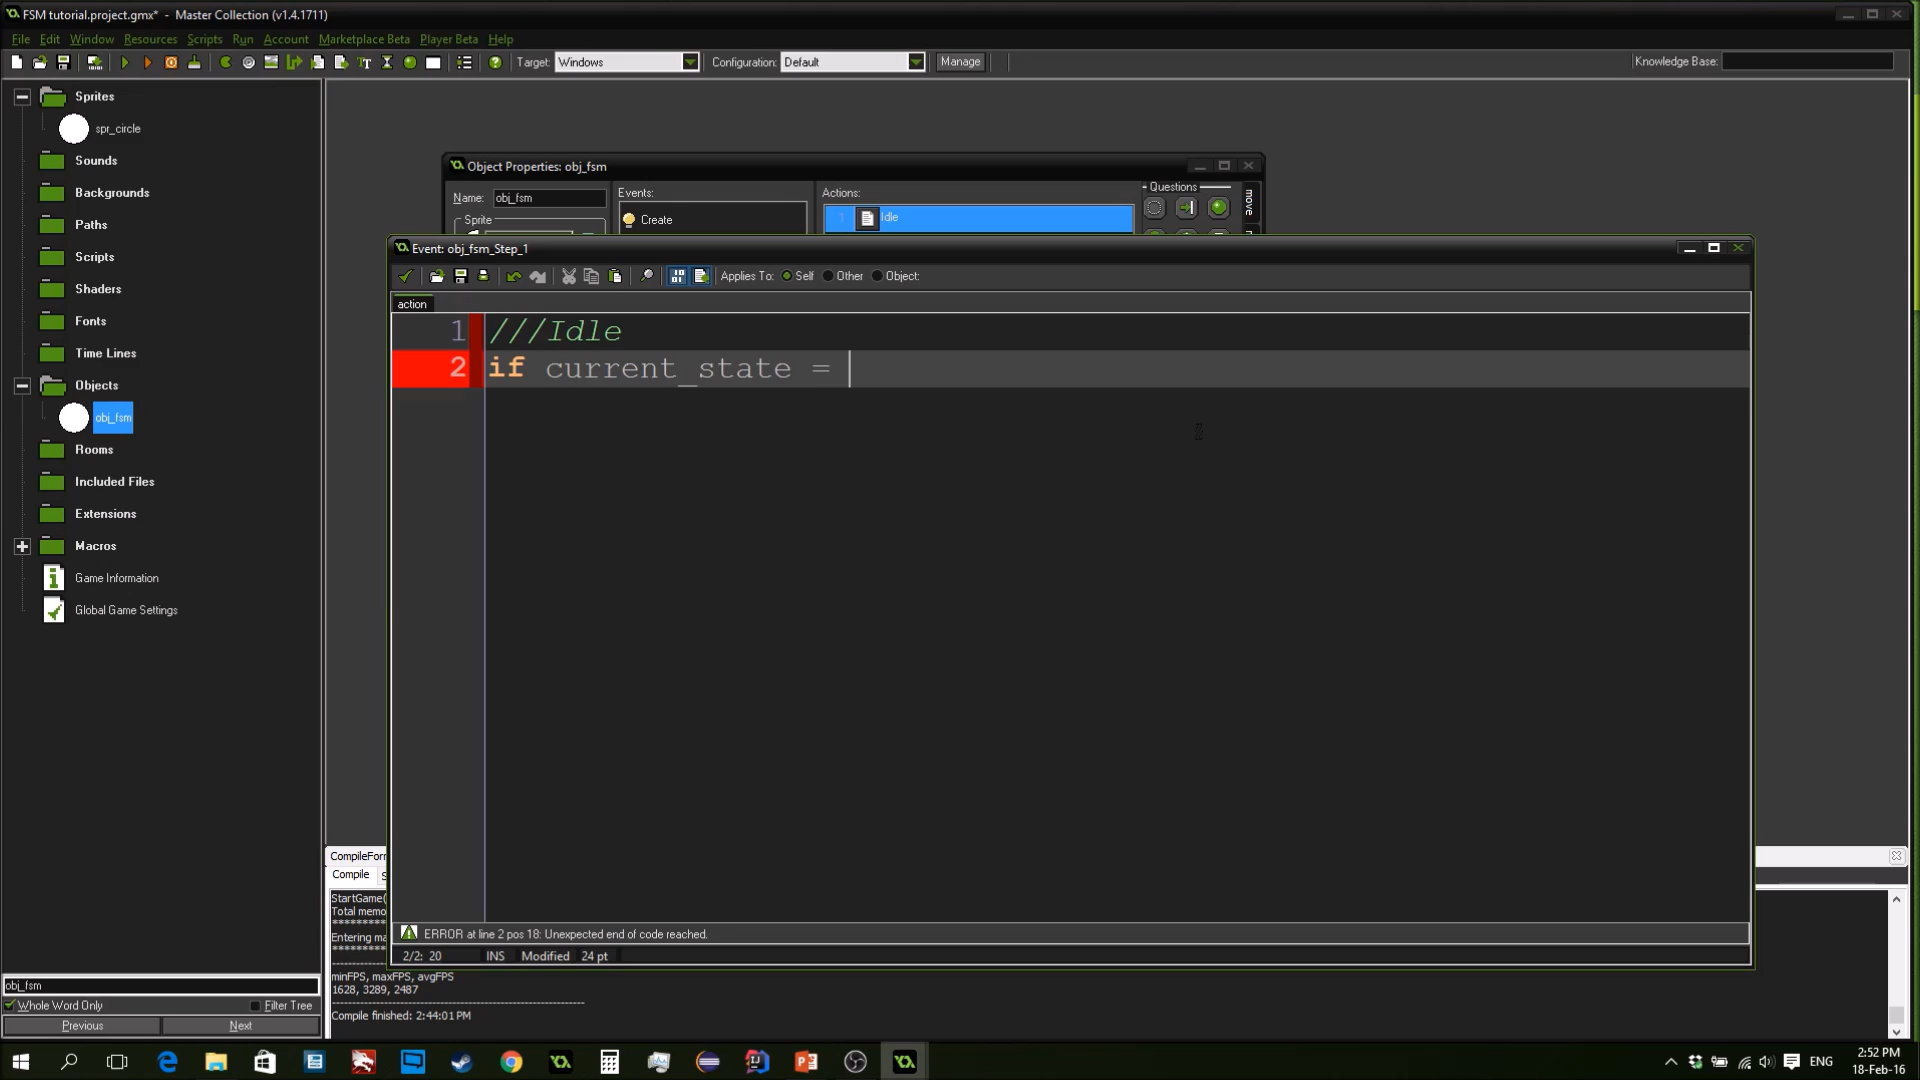 FSM tutorial.project.gmx* - Master Collection (v1.4.1711)
File Edit Window Resources Scripts Run Account Marketplace Beta Player Beta Help
Target: Windows Configuration: Default Manage Knowledge Base:
Sprites
spr_circle
Sounds
Backgrounds
Paths
Scripts
Shaders
Fonts
Time Lines
Objects
obj_fsm
Rooms
Included Files
Extensions
Macros
Game Information
Global Game Settings
obj_fsm
Whole Word Only Filter Tree
Previous Next
Object Properties: obj_fsm
Name: obj_fsm Events: Actions: Questions
move
Sprite
Create
1 Idle
Event: obj_fsm_Step_1
Applies To: Self Other Object:
action
1 ///Idle
2 if current_state =
ERROR at line 2 pos 18: Unexpected end of code reached.
2/2: 20 INS Modified 24 pt
CompileForm
Compile
StartGame(
Total memo
***********
Entering ma
***********
minFPS, maxFPS, avgFPS
1628, 3289, 2487
Compile finished: 2:44:01 PM
ENG
2:52 PM
18-Feb-16